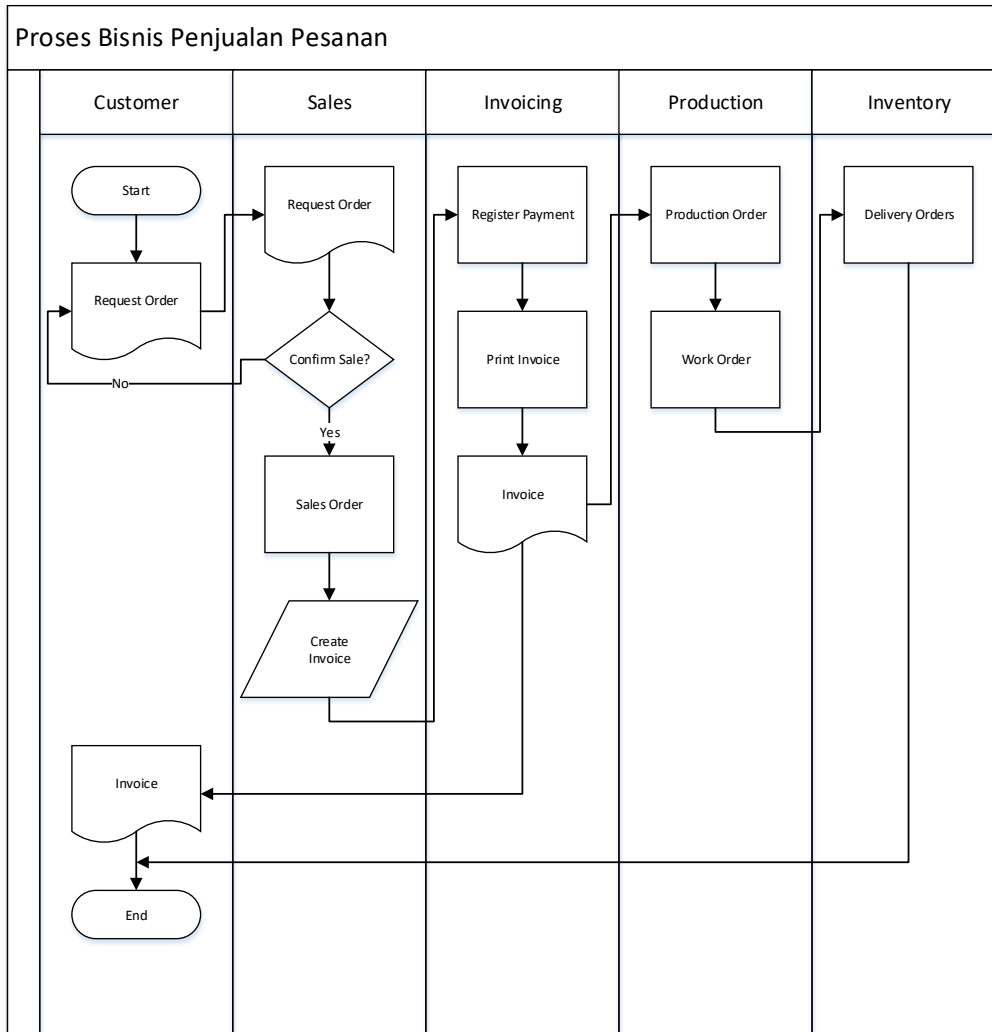 Proses Bisnis Penjualan Pesanan
Customer
Sales
Invoicing
Production
Inventory
Start
Request Order
Request Order
Confirm Sale?
No
Yes
Sales Order
Create
Invoice
Register Payment
Print Invoice
Invoice
Production Order
Work Order
Delivery Orders
Invoice
End